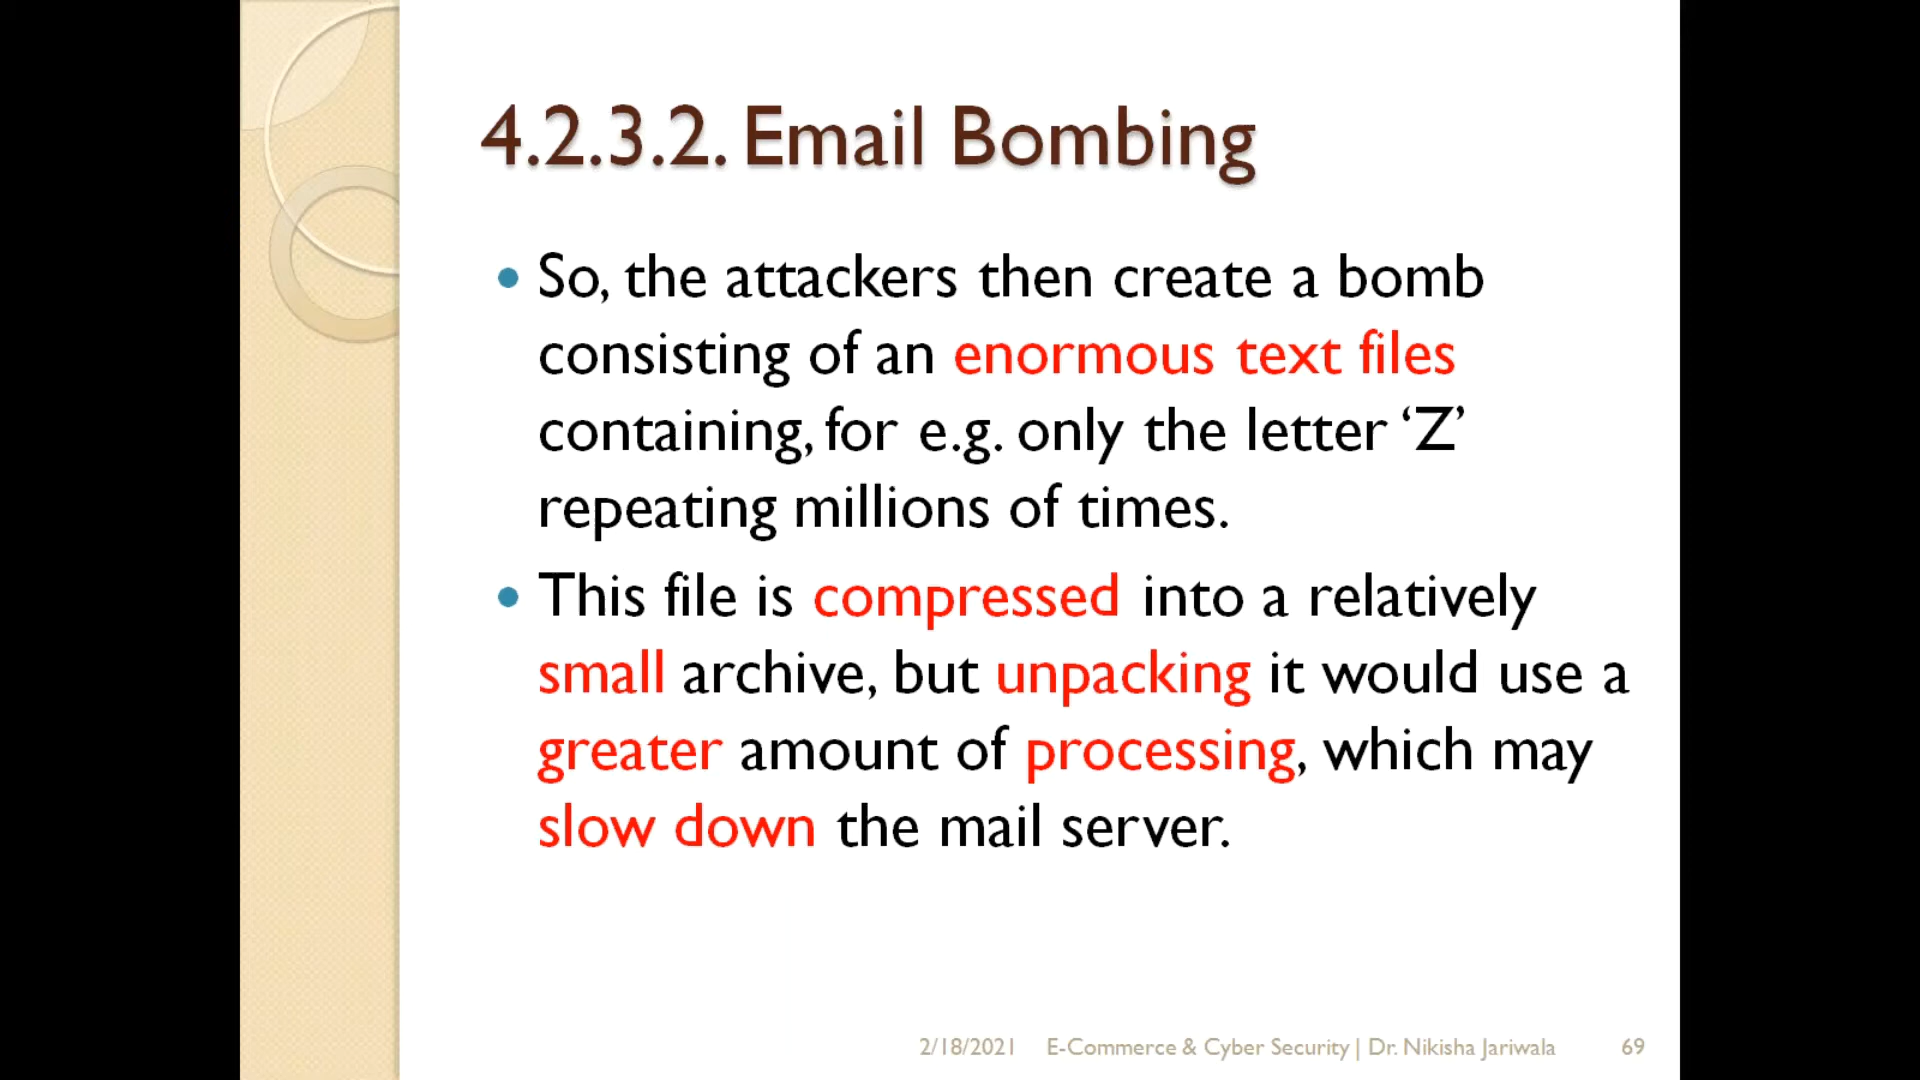 4.2.3.2. Email Bombing
So, the attackers then create a bomb
consisting of an enormous text files
containing, for e.g. only the letter ‘Z’
repeating millions of times.
This file is compressed into a relatively
small archive, but unpacking it would use a
greater amount of processing, which may
slow down the mail server.
2/18/2021 E-Commerce & Cyber Security | Dr. Nikisha Jariwala 69